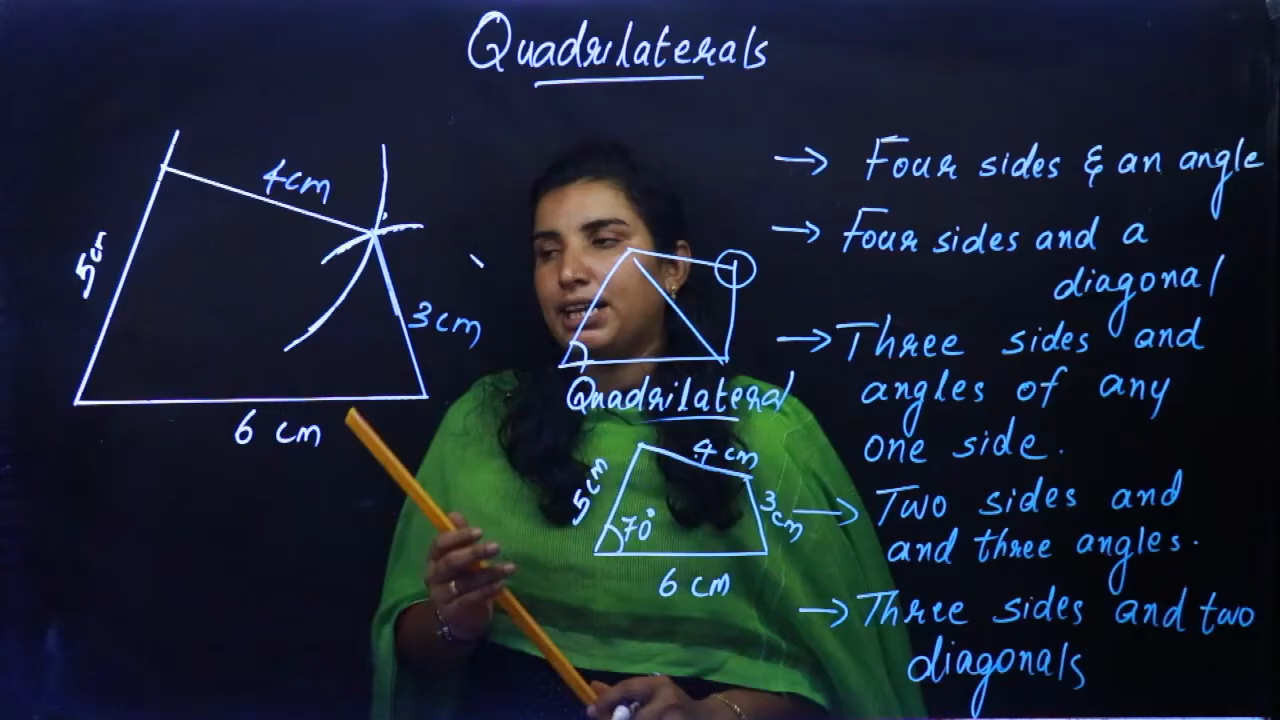 Quadrilaterals
4cm
5cm
3cm
6 cm
Quadrilateral
4 cm
5cm
70°
3cm
6 cm
→ Four sides & an angle
→ Four sides and a
diagonal
→ Three sides and
angles of any
one side.
→ Two sides and
and three angles.
→ Three sides and two
diagonals